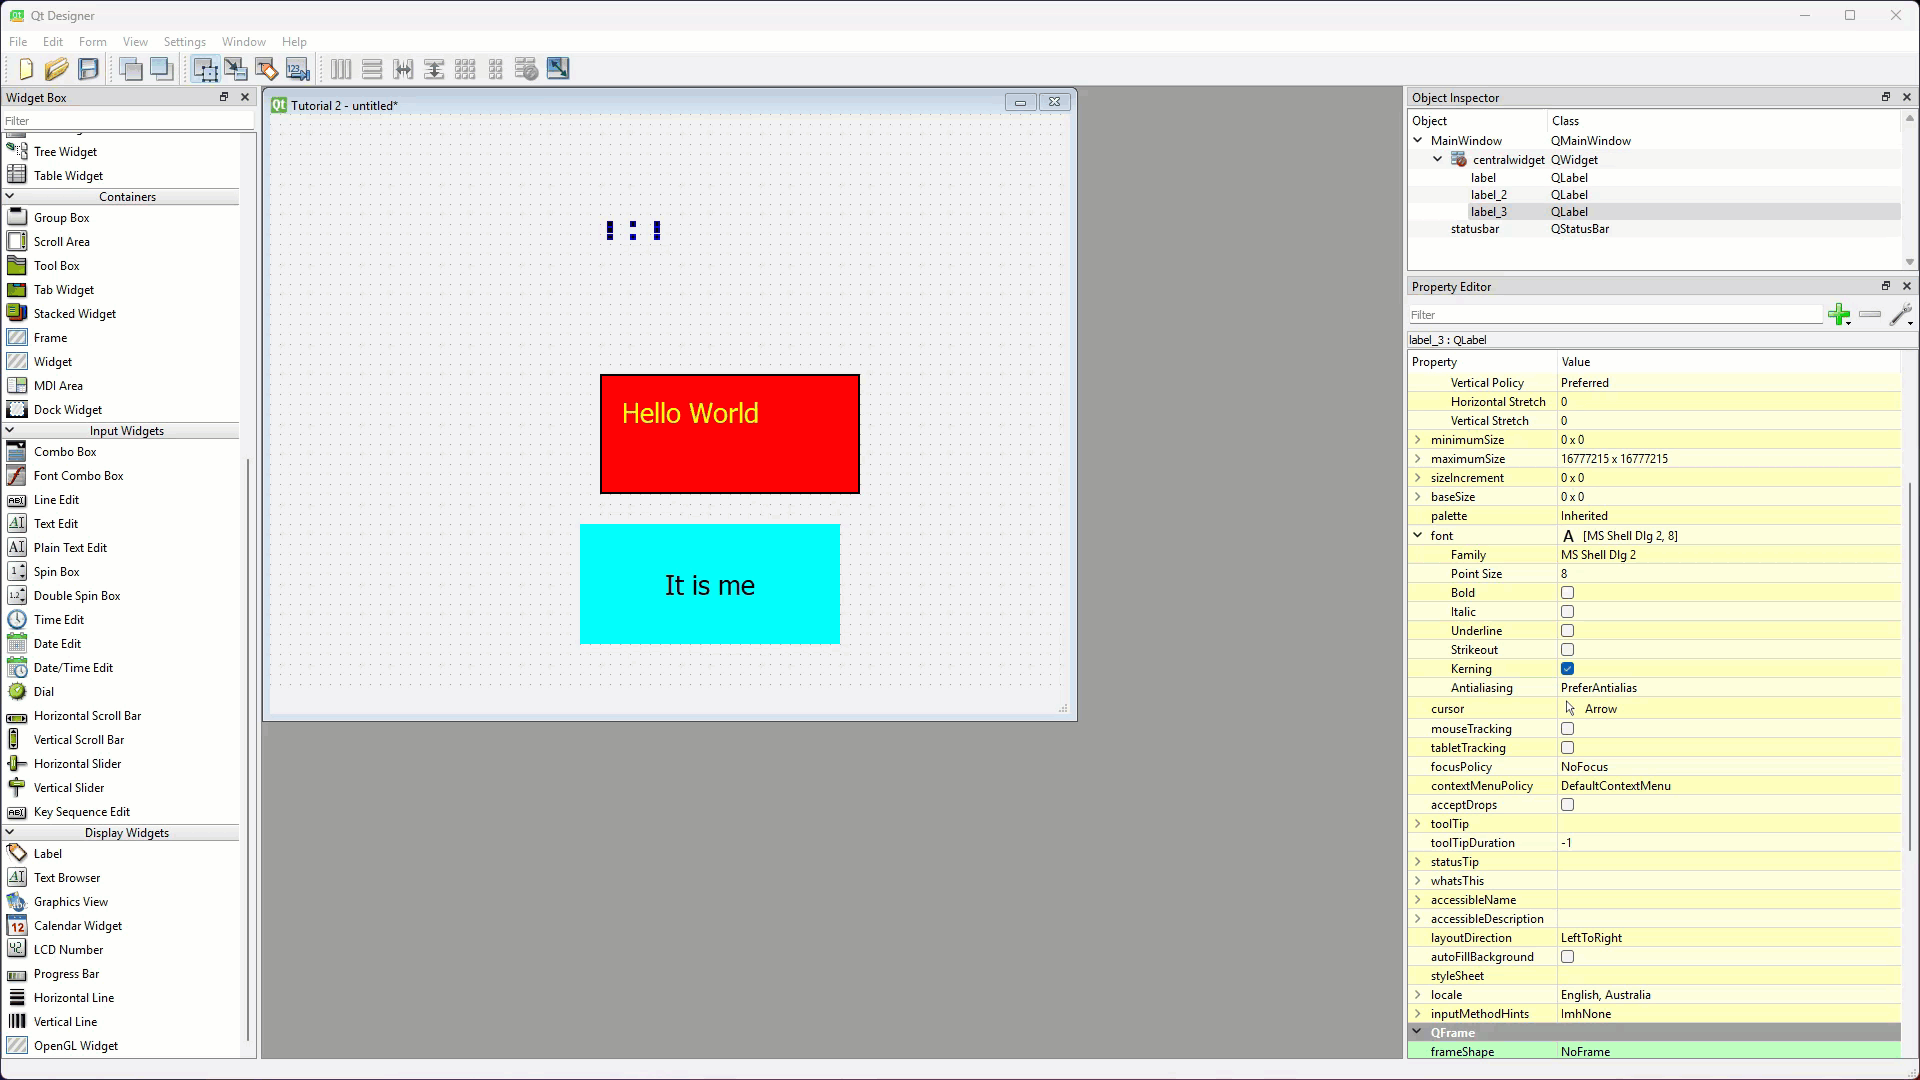 Qt Designer
File Edit Form View Settings Window Help
Widget Box
Filter
Tree Widget
Table Widget
Containers
Group Box
Scroll Area
Tool Box
Tab Widget
Stacked Widget
Frame
Widget
MDI Area
Dock Widget
Input Widgets
Combo Box
Font Combo Box
Line Edit
Text Edit
Plain Text Edit
Spin Box
Double Spin Box
Time Edit
Date Edit
Date/Time Edit
Dial
Horizontal Scroll Bar
Vertical Scroll Bar
Horizontal Slider
Vertical Slider
Key Sequence Edit
Display Widgets
Label
Text Browser
Graphics View
Calendar Widget
LCD Number
Progress Bar
Horizontal Line
Vertical Line
OpenGL Widget
Tutorial 2 - untitled*
Hello World
It is me
Object Inspector
Object Class
MainWindow QMainWindow
centralwidget QWidget
label QLabel
label_2 QLabel
label_3 QLabel
statusbar QStatusBar
Property Editor
Filter
label_3 : QLabel
Property Value
Vertical Policy Preferred
Horizontal Stretch 0
Vertical Stretch 0
minimumSize 0 x 0
maximumSize 16777215 x 16777215
sizeIncrement 0 x 0
baseSize 0 x 0
palette Inherited
font A [MS Shell Dlg 2, 8]
Family MS Shell Dlg 2
Point Size 8
Bold
Italic
Underline
Strikeout
Kerning
Antialiasing PreferAntialias
cursor Arrow
mouseTracking
tabletTracking
focusPolicy NoFocus
contextMenuPolicy DefaultContextMenu
acceptDrops
toolTip
toolTipDuration -1
statusTip
whatsThis
accessibleName
accessibleDescription
layoutDirection LeftToRight
autoFillBackground
styleSheet
locale English, Australia
inputMethodHints ImhNone
QFrame
frameShape NoFrame